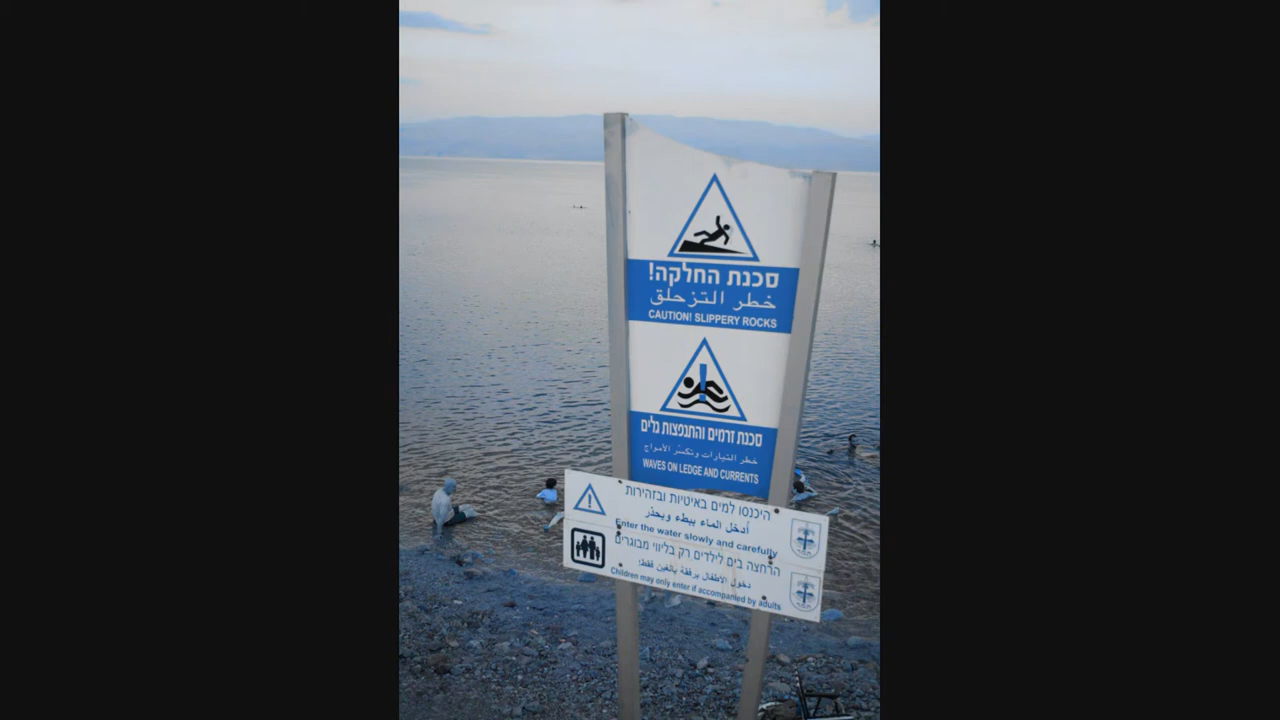 סכנת החלקה!
خطر التزحلق
CAUTION! SLIPPERY ROCKS
סכנת זרמים והתנפצות גלים
خطر التيارات وتكسّر الأمواج
WAVES ON LEDGE AND CURRENTS
היכנסו למים באיטיות ובזהירות
أدخل الماء ببطء وبحذر
Enter the water slowly and carefully
הרחצה בים לילדים רק בליווי מבוגרים
دخول الاطفال برفقة بالغين فقط!
Children may only enter if accompanied by adults